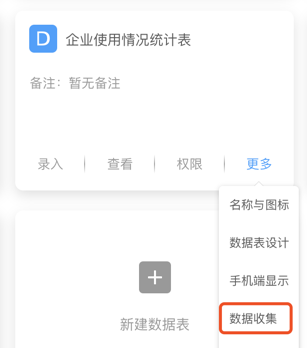 D 企业使用情况统计表
备注：暂无备注
录入 查看 权限 更多
名称与图标
数据表设计
手机端显示
数据收集
新建数据表